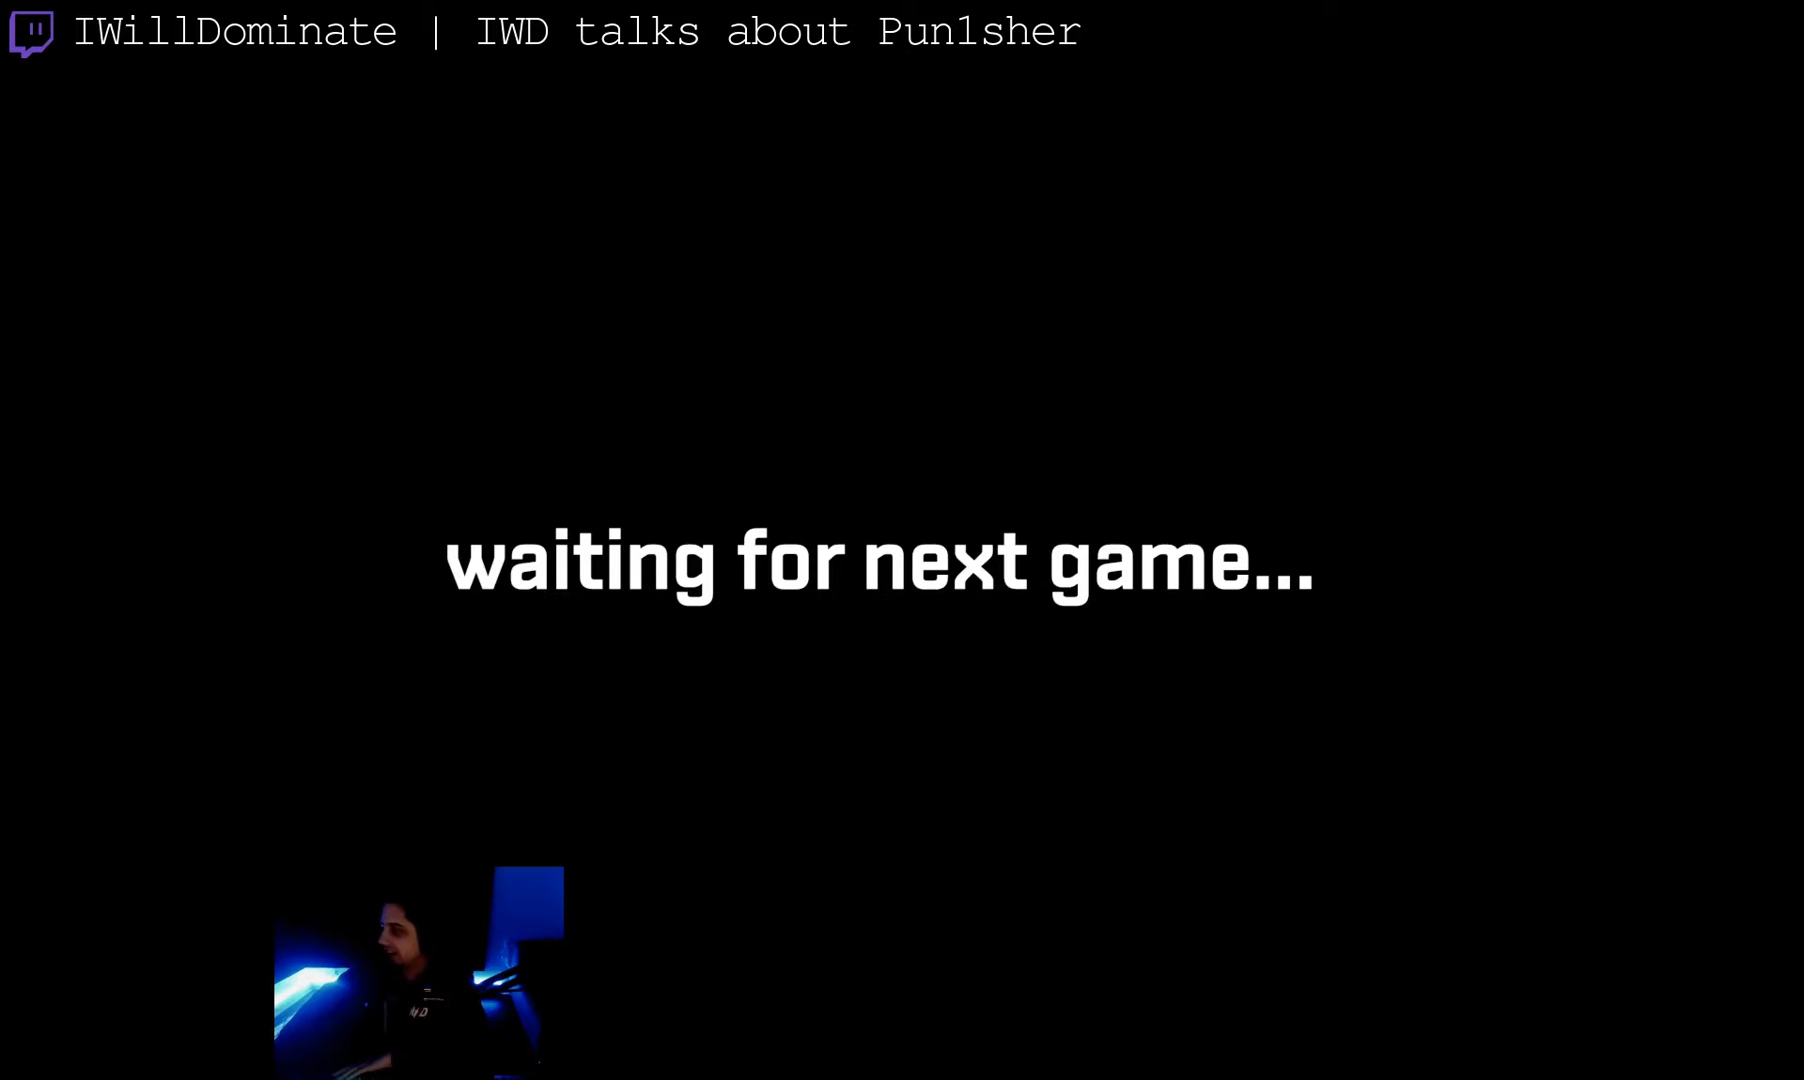 IWillDominate | IWD talks about Pun1sher
waiting for next game...